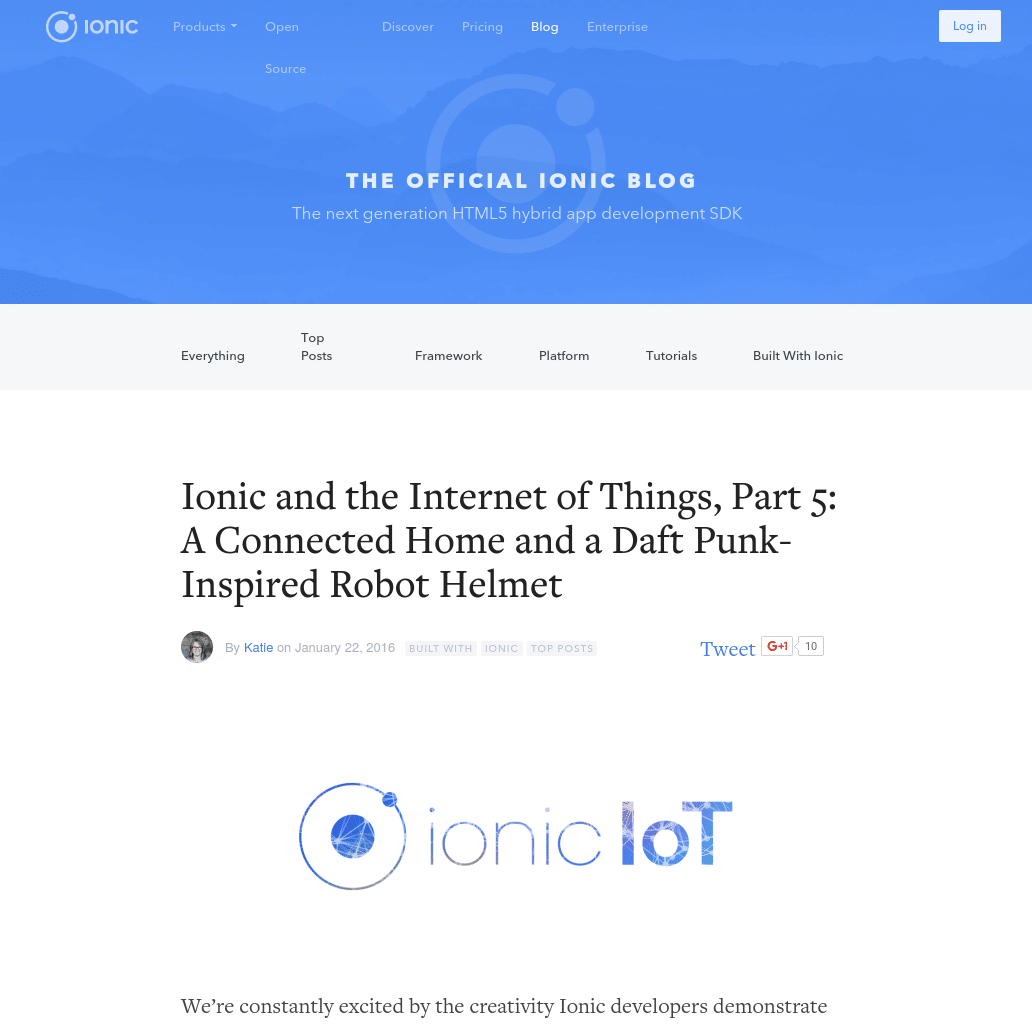 ionic
Products
Open
Source
Discover
Pricing
Blog
Enterprise
Log in
THE OFFICIAL IONIC BLOG
The next generation HTML5 hybrid app development SDK
Everything
Top
Posts
Framework
Platform
Tutorials
Built With Ionic
Ionic and the Internet of Things, Part 5:
A Connected Home and a Daft Punk-
Inspired Robot Helmet
By Katie on January 22, 2016 BUILT WITH IONIC TOP POSTS
Tweet G+1 10
ionic IoT
We’re constantly excited by the creativity Ionic developers demonstrate